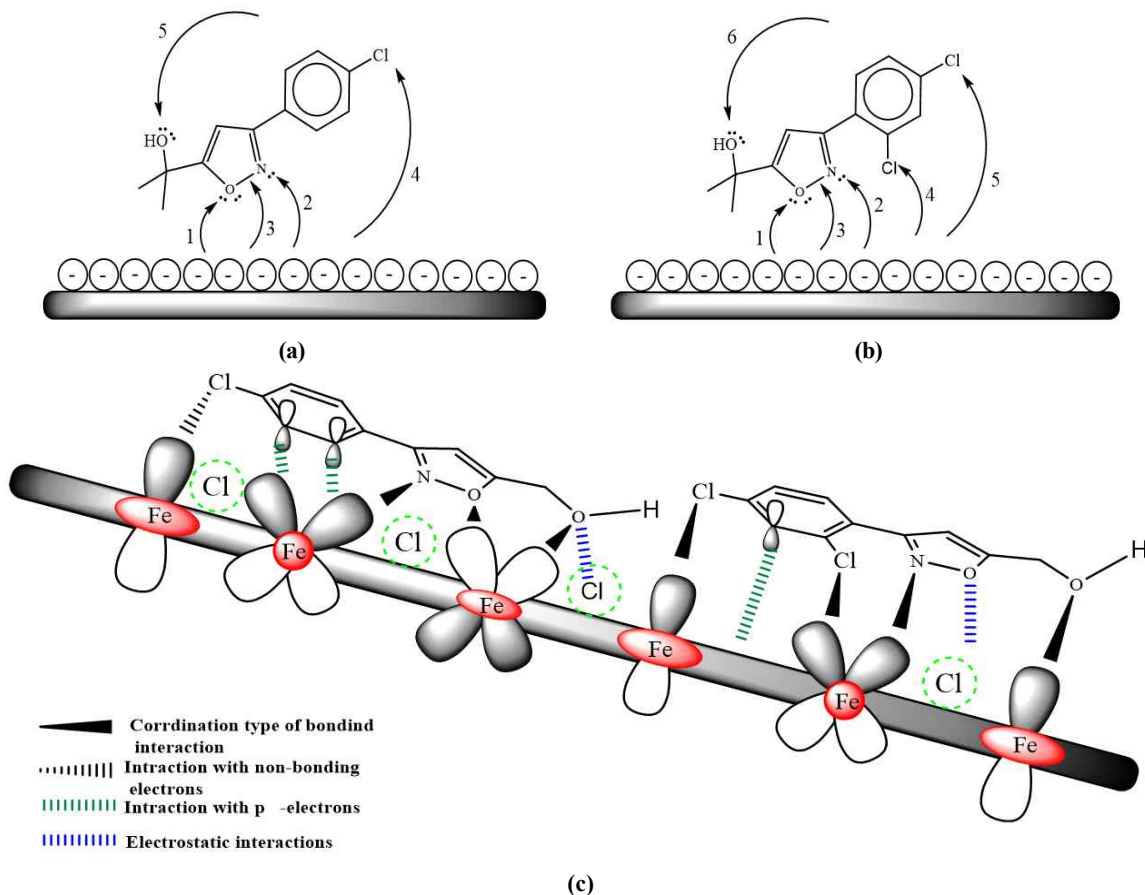 5
Cl
HO
N
O
4
2
3
1
- - - - - - - - - - - - - - -
(a)
6
Cl
HO
N
Cl
O
4
5
2
3
1
- - - - - - - - - - - - - - -
(b)
Cl
N
O
O
H
Cl
Fe
Fe
Cl
Fe
Cl
Cl
Cl
N
O
O
H
Fe
Fe
Cl
Fe
Corrdination type of bondind
interaction
Intraction with non-bonding
electrons
Intraction with p -electrons
Electrostatic interactions
(c)